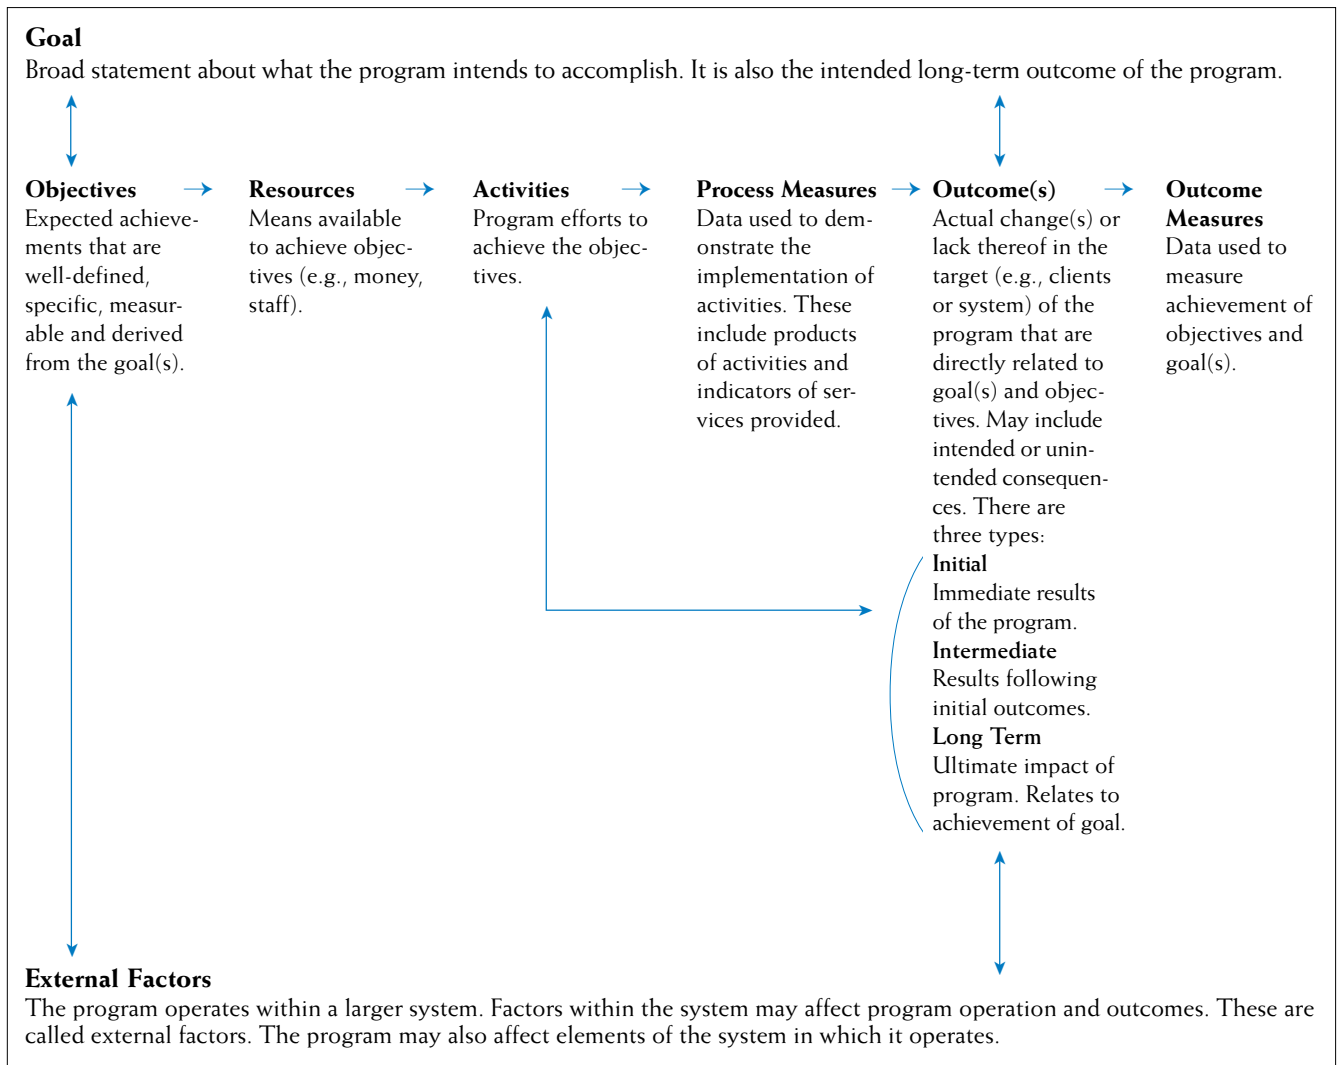 Goal
Broad statement about what the program intends to accomplish. It is also the intended long-term outcome of the program.
Objectives
Expected achieve-
ments that are
well-defined,
specific, measur-
able and derived
from the goal(s).
Resources
Means available
to achieve objec-
tives (e.g., money,
staff).
Activities
Program efforts to
achieve the objec-
tives.
Process Measures
Data used to dem-
onstrate the
implementation of
activities. These
include products
of activities and
indicators of ser-
vices provided.
Outcome(s)
Actual change(s) or
lack thereof in the
target (e.g., clients
or system) of the
program that are
directly related to
goal(s) and objec-
tives. May include
intended or unin-
tended consequen-
ces. There are
three types:
Initial
Immediate results
of the program.
Intermediate
Results following
initial outcomes.
Long Term
Ultimate impact of
program. Relates to
achievement of goal.
Outcome
Measures
Data used to
measure
achievement of
objectives and
goal(s).
External Factors
The program operates within a larger system. Factors within the system may affect program operation and outcomes. These are
called external factors. The program may also affect elements of the system in which it operates.